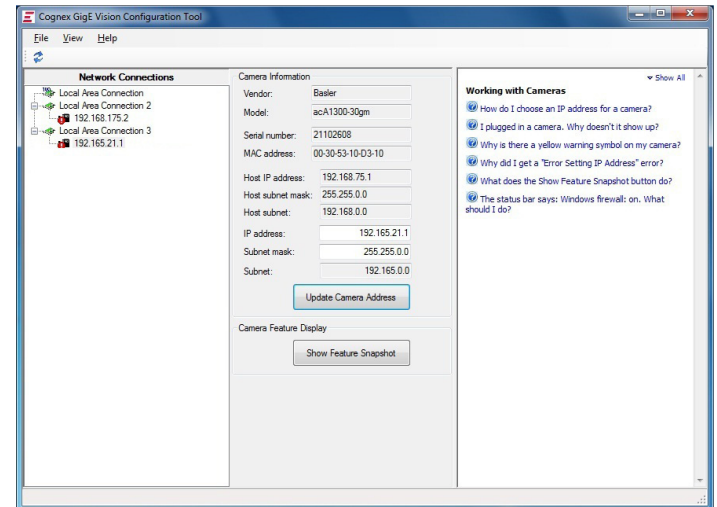 Cognex GigE Vision Configuration Tool
File View Help
Network Connections
Local Area Connection
Local Area Connection 2
192.168.175.2
Local Area Connection 3
192.165.21.1
Camera Information
Vendor: Basler
Model: acA1300-30gm
Serial number: 21102608
MAC address: 00-30-53-10-D3-10
Host IP address: 192.168.75.1
Host subnet mask: 255.255.0.0
Host subnet: 192.168.0.0
IP address: 192.165.21.1
Subnet mask: 255.255.0.0
Subnet: 192.165.0.0
Update Camera Address
Camera Feature Display
Show Feature Snapshot
Show All
Working with Cameras
How do I choose an IP address for a camera?
I plugged in a camera. Why doesn't it show up?
Why is there a yellow warning symbol on my camera?
Why did I get a "Error Setting IP Address" error?
What does the Show Feature Snapshot button do?
The status bar says: Windows firewall: on. What
should I do?